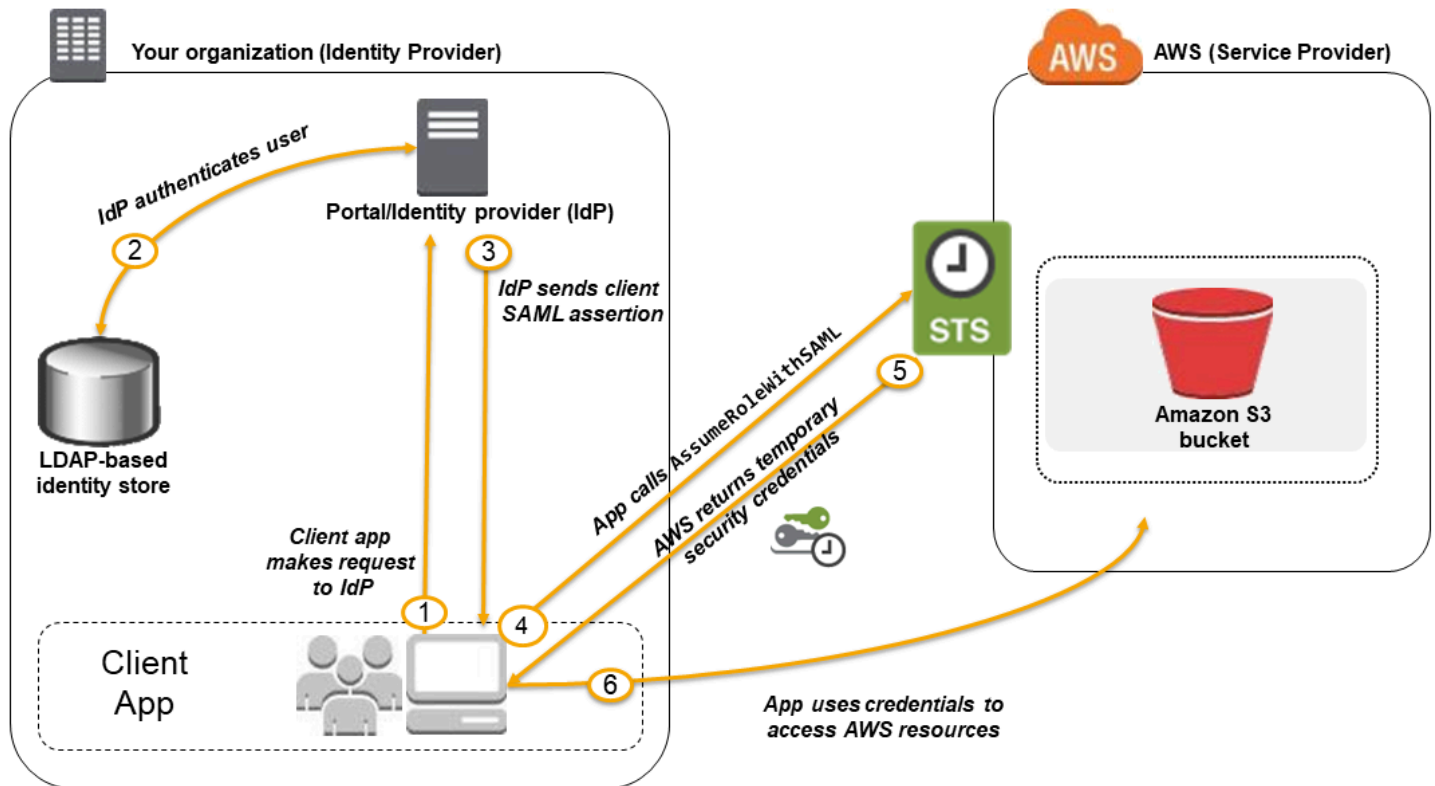 Your organization (Identity Provider)
AWS
AWS (Service Provider)
IdP authenticates user
Portal/Identity provider (IdP)
2
3
IdP sends client
SAML assertion
STS
LDAP-based
identity store
App calls AssumeRoleWithSAML
5
AWS returns temporary
security credentials
Amazon S3
bucket
Client app
makes request
to IdP
1
4
Client
App
6
App uses credentials to
access AWS resources